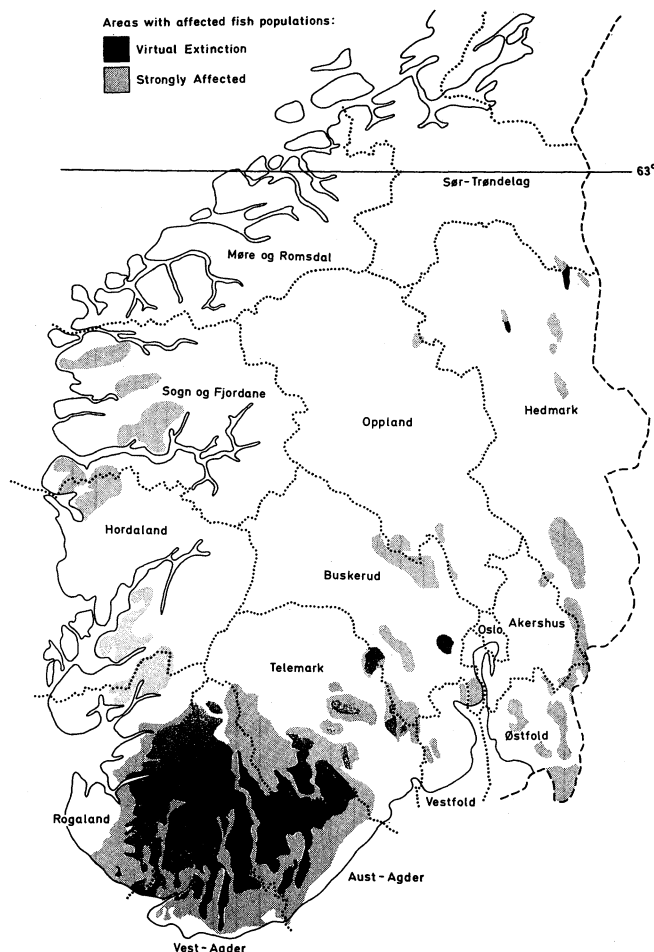 Areas with affected fish populations:
Virtual Extinction
Strongly Affected
63°
Sør-Trøndelag
Møre og Romsdal
Sogn og Fjordane
Oppland
Hedmark
Hordaland
Buskerud
Akershus
Oslo
Telemark
Østfold
Vestfold
Rogaland
Aust-Agder
Vest-Agder